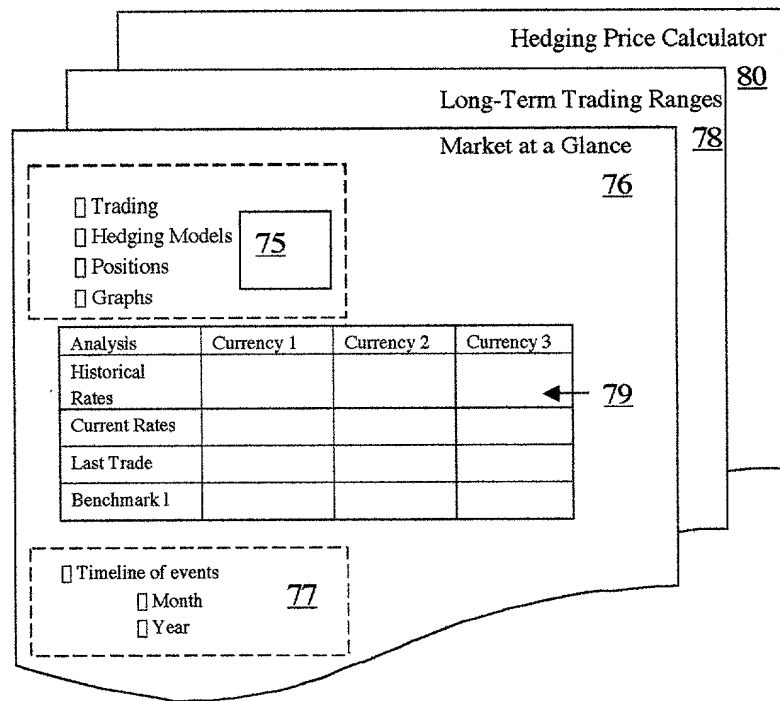 Hedging Price Calculator
80
Long-Term Trading Ranges
78
Market at a Glance
76
Trading
Hedging Models
75
Positions
Graphs
Analysis Currency 1 Currency 2 Currency 3
Historical
Rates
79
Current Rates
Last Trade
Benchmark 1
Timeline of events
77
Month
Year